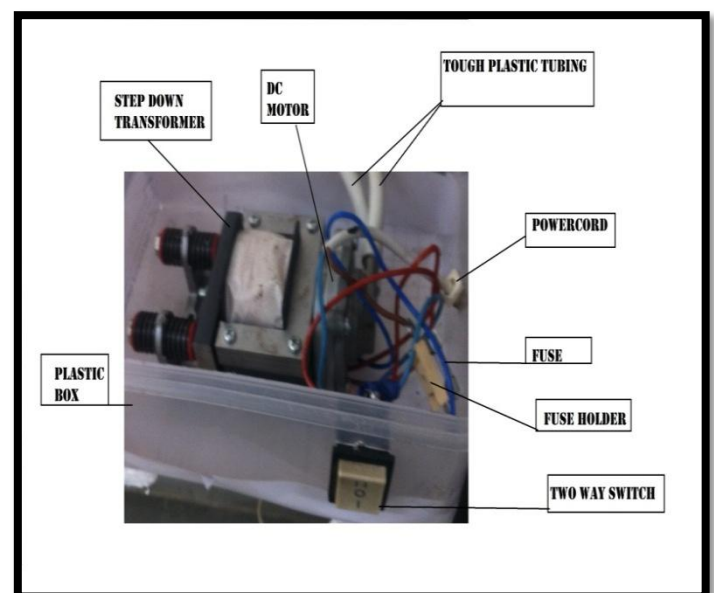 TOUGH PLASTIC TUBING
DC
MOTOR
STEP DOWN
TRANSFORMER
POWERCORD
FUSE
PLASTIC
BOX
FUSE HOLDER
TWO WAY SWITCH